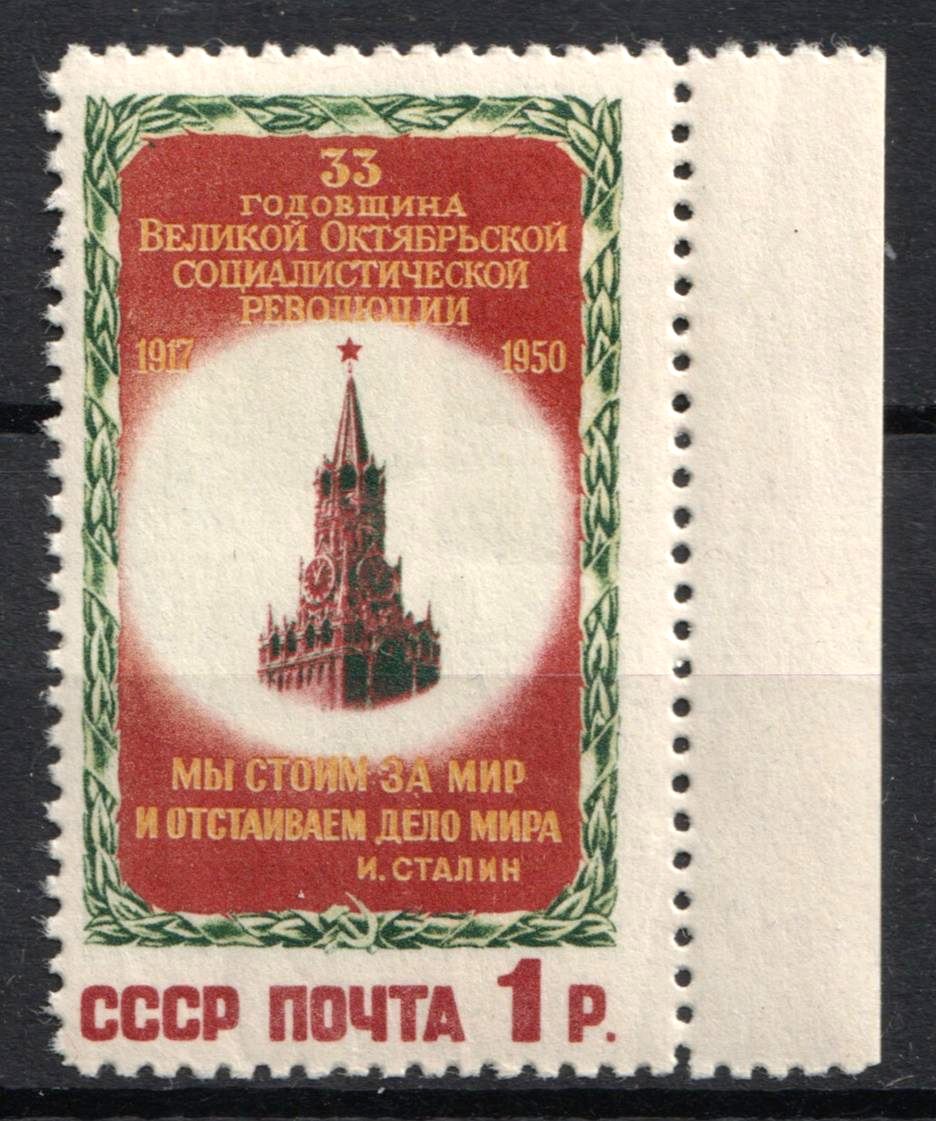 33
ГОДОВЩИНА
ВЕЛИКОЙ ОКТЯБРЬСКОЙ
СОЦИАЛИСТИЧЕСКОЙ
РЕВОЛЮЦИИ
1917 1950
МЫ СТОИМ ЗА МИР
И ОТСТАИВАЕМ ДЕЛО МИРА
И. СТАЛИН
СССР ПОЧТА 1 Р.